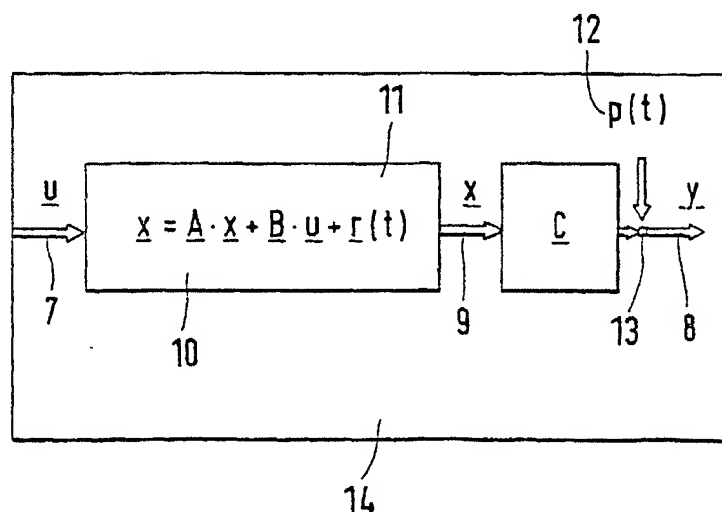 12
11
p(t)
u
x = A · x + B · u + r(t)
x
C
y
7
10
9
13
8
14